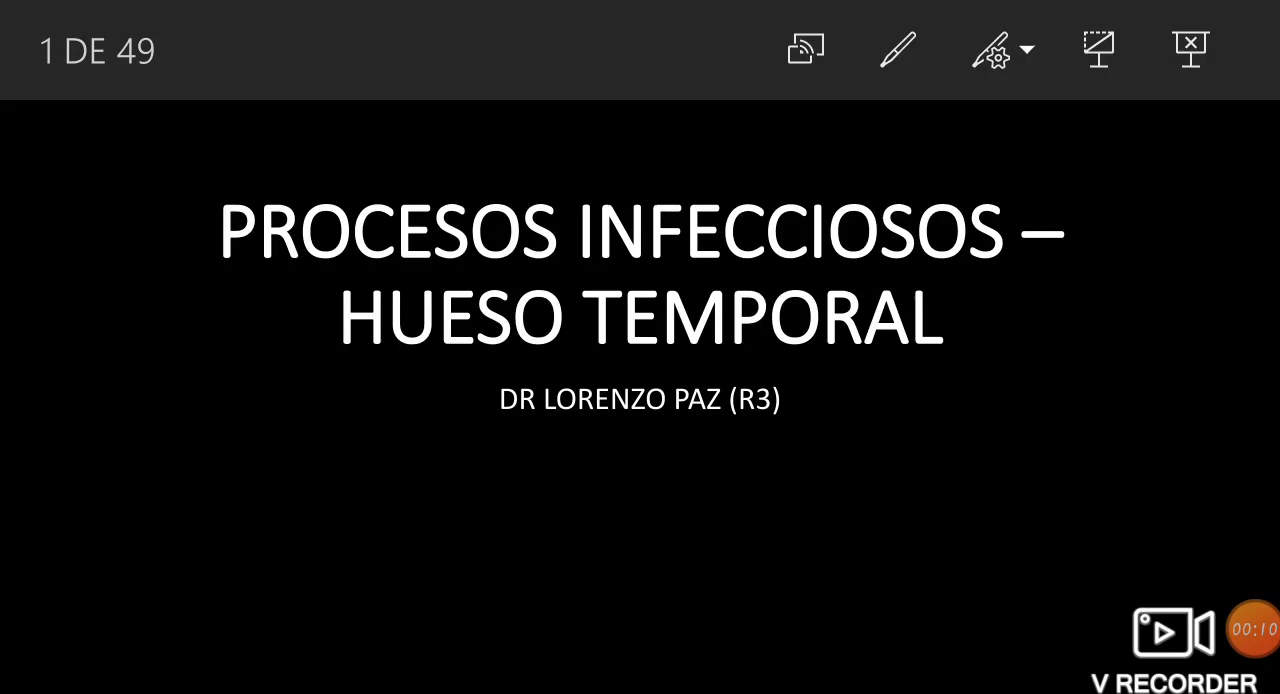 1 DE 49
PROCESOS INFECCIOSOS –
HUESO TEMPORAL
DR LORENZO PAZ (R3)
00:10
V RECORDER